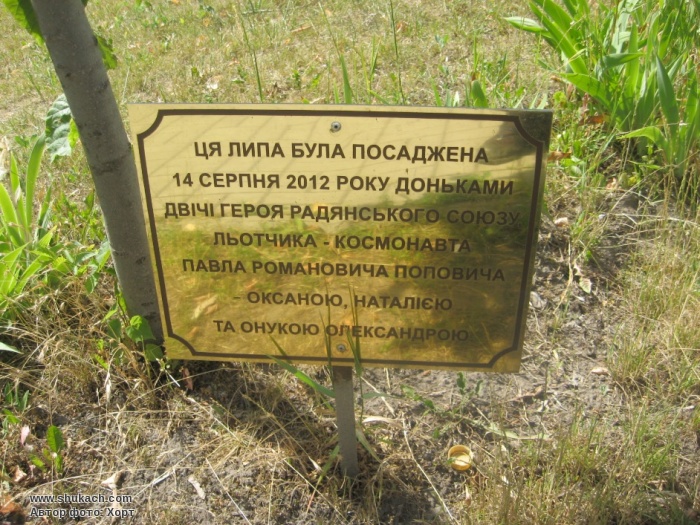 ЦЯ ЛИПА БУЛА ПОСАДЖЕНА
14 СЕРПНЯ 2012 РОКУ ДОНЬКАМИ
ДВІЧІ ГЕРОЯ РАДЯНСЬКОГО СОЮЗУ
ЛЬОТЧИКА - КОСМОНАВТА
ПАВЛА РОМАНОВИЧА ПОПОВИЧА
- ОКСАНОЮ, НАТАЛІЄЮ
ТА ОНУКОЮ ОЛЕКСАНДРОЮ
www.shukach.com
Автор фото: Хорт